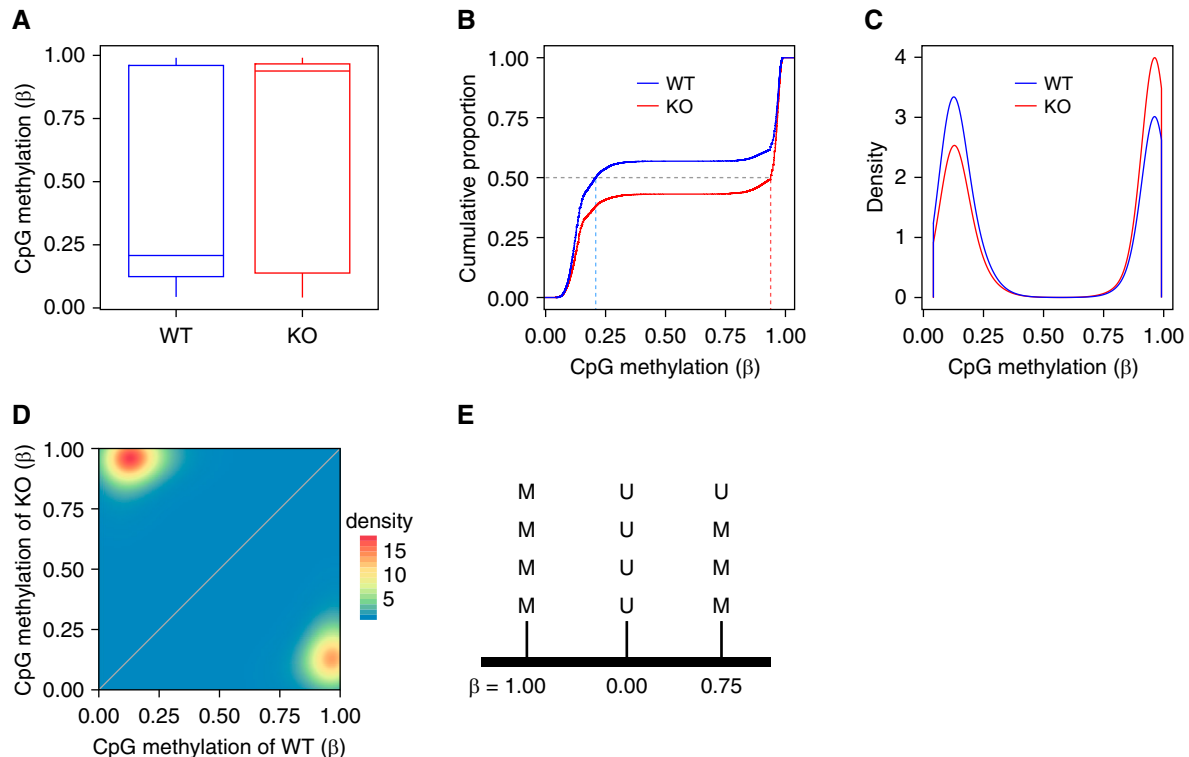 A
CpG methylation (β)
1.00
0.75
0.50
0.25
0.00
WT
KO
B
Cumulative proportion
1.00
0.75
0.50
0.25
0.00
WT
KO
0.00 0.25 0.50 0.75 1.00
CpG methylation (β)
C
Density
4
3
2
1
0
WT
KO
0.00 0.25 0.50 0.75 1.00
CpG methylation (β)
D
CpG methylation of KO (β)
1.00
0.75
0.50
0.25
0.00
0.00 0.25 0.50 0.75 1.00
CpG methylation of WT (β)
density
15
10
5
E
M U U
M U M
M U M
M U M
β = 1.00 0.00 0.75